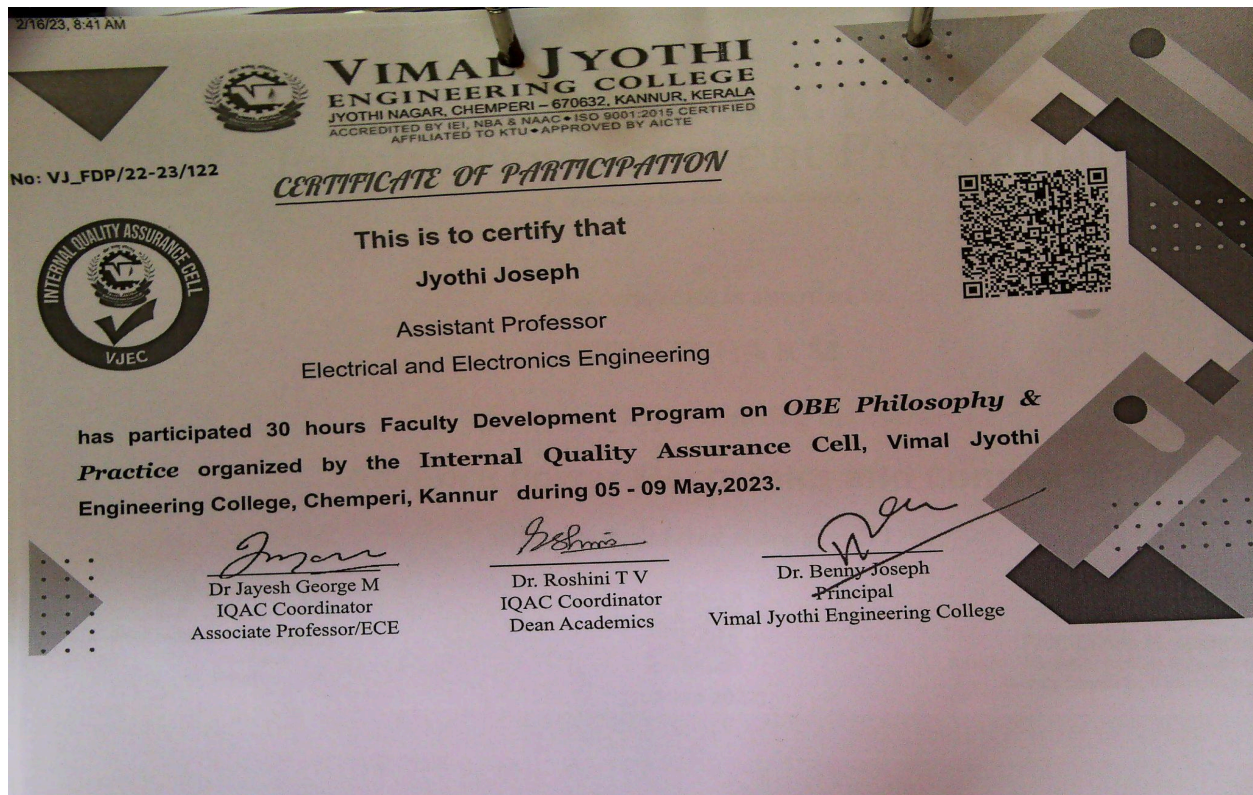 2/16/23, 8:41 AM
VIMAL JYOTHI
ENGINEERING COLLEGE
JYOTHI NAGAR, CHEMPERI – 670632, KANNUR, KERALA
ACCREDITED BY IEI, NBA & NAAC • ISO 9001:2015 CERTIFIED
AFFILIATED TO KTU • APPROVED BY AICTE
No: VJ_FDP/22-23/122
CERTIFICATE OF PARTICIPATION
INTERNAL QUALITY ASSURANCE CELL
VJEC
This is to certify that
Jyothi Joseph
Assistant Professor
Electrical and Electronics Engineering
has participated 30 hours Faculty Development Program on OBE Philosophy &
Practice organized by the Internal Quality Assurance Cell, Vimal Jyothi
Engineering College, Chemperi, Kannur during 05 - 09 May,2023.
Dr Jayesh George M
IQAC Coordinator
Associate Professor/ECE
Dr. Roshini T V
IQAC Coordinator
Dean Academics
Dr. Benny Joseph
Principal
Vimal Jyothi Engineering College